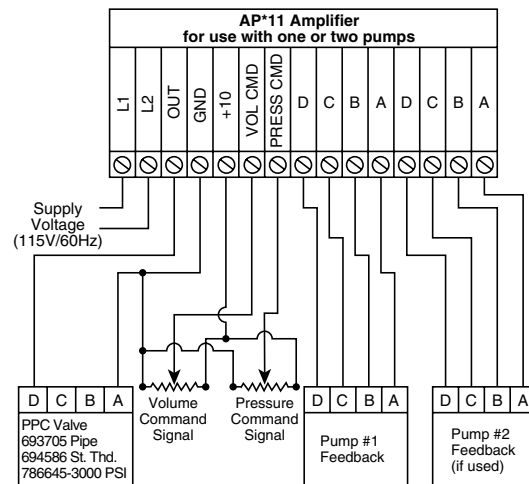 AP*11 Amplifier
for use with one or two pumps
L1 L2 OUT GND +10 VOL CMD PRESS CMD D C B A D C B A
Supply
Voltage
(115V/60Hz)
D C B A
PPC Valve
693705 Pipe
694586 St. Thd.
786645-3000 PSI
Volume
Command
Signal
Pressure
Command
Signal
D C B A
Pump #1
Feedback
D C B A
Pump #2
Feedback
(if used)